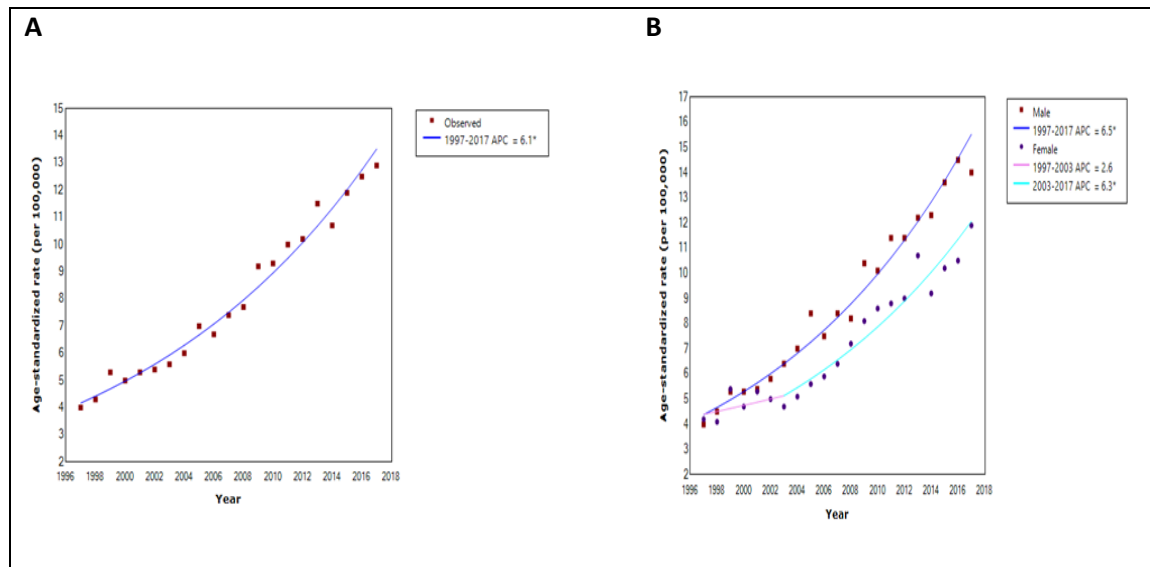 A
Age-standardized rate (per 100,000)
15
14
13
12
11
10
9
8
7
6
5
4
3
2
1996 1998 2000 2002 2004 2006 2008 2010 2012 2014 2016 2018
Year
Observed
1997-2017 APC = 6.1*
B
Age-standardized rate (per 100,000)
17
16
15
14
13
12
11
10
9
8
7
6
5
4
3
2
1996 1998 2000 2002 2004 2006 2008 2010 2012 2014 2016 2018
Year
Male
1997-2017 APC = 6.5*
Female
1997-2003 APC = 2.6
2003-2017 APC = 6.3*